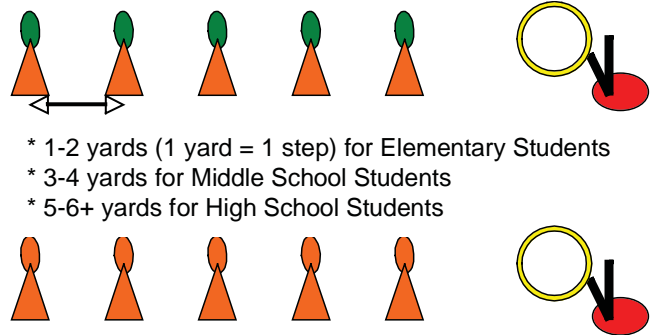 * 1-2 yards (1 yard = 1 step) for Elementary Students
* 3-4 yards for Middle School Students
* 5-6+ yards for High School Students